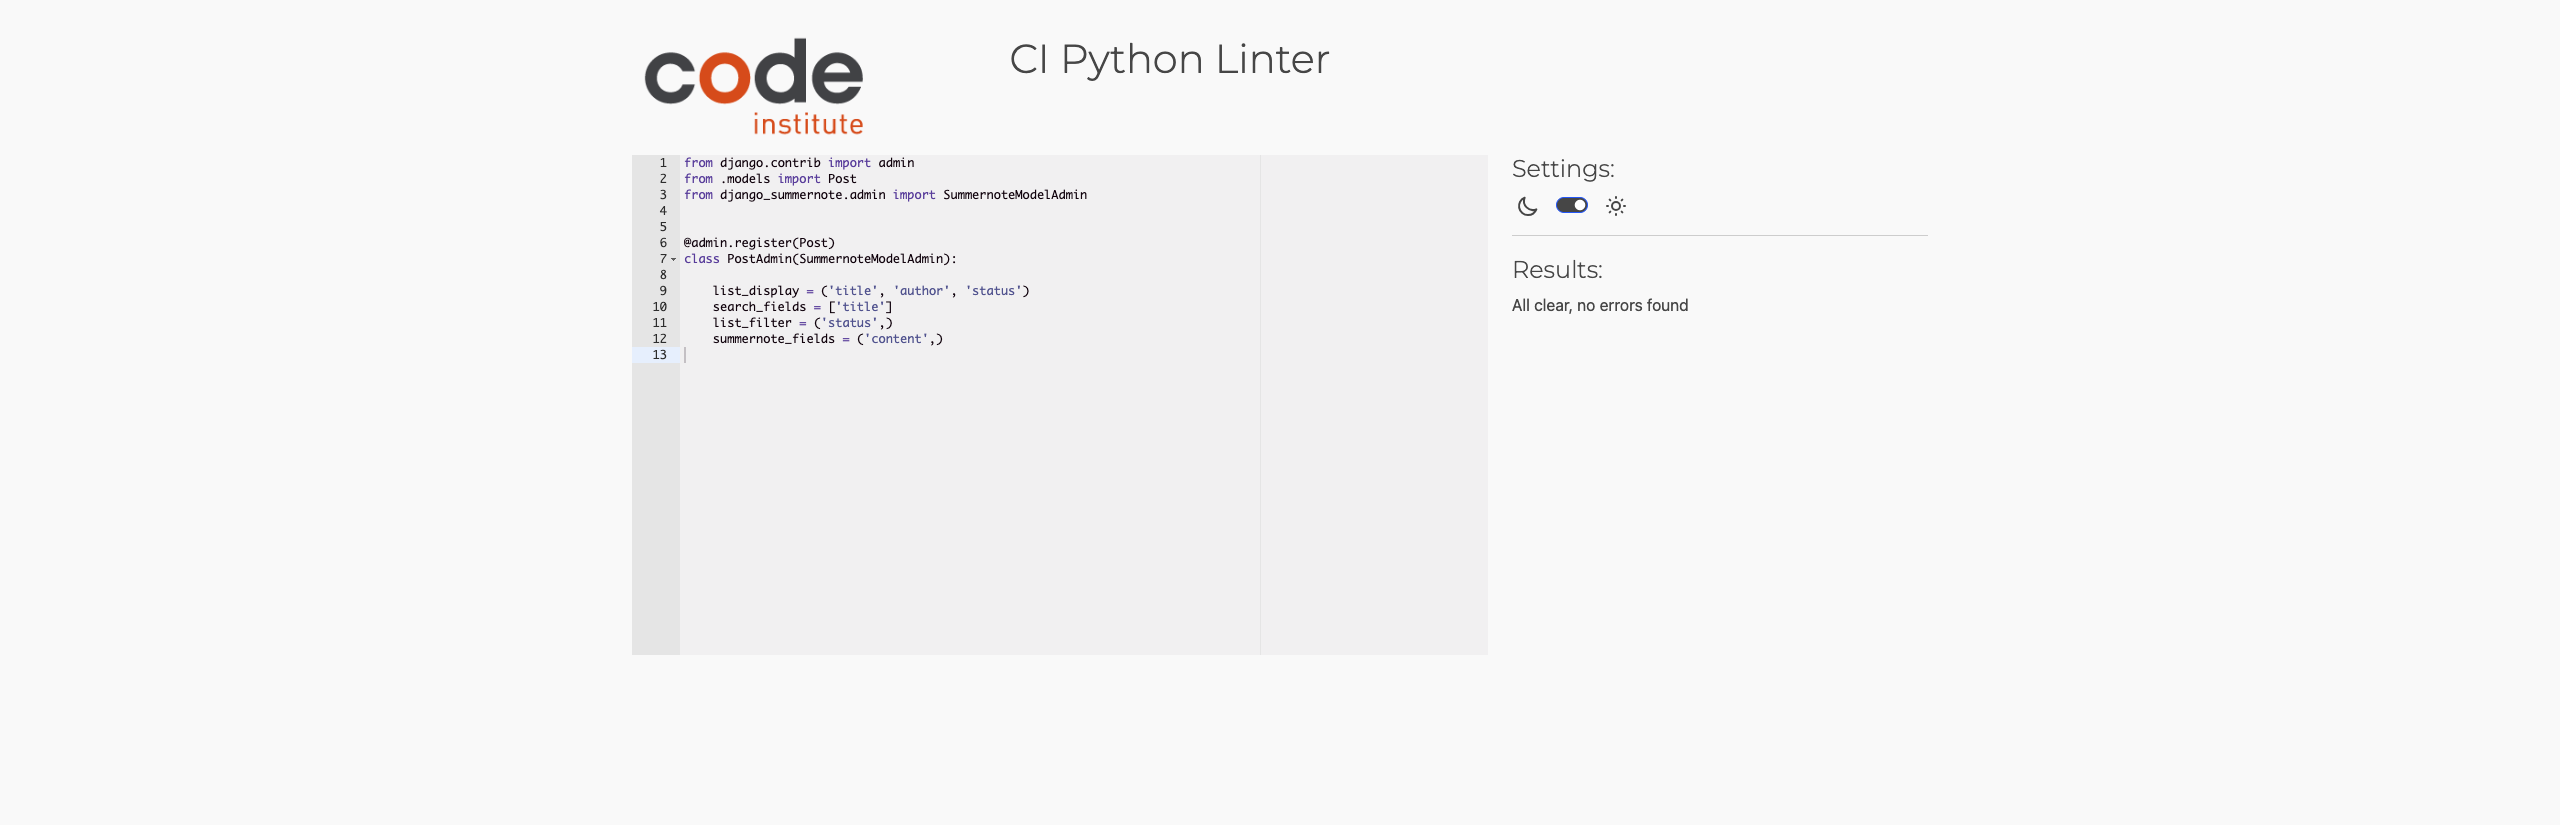 code
institute
CI Python Linter
1 from django.contrib import admin
2 from .models import Post
3 from django_summernote.admin import SummernoteModelAdmin
4
5
6 @admin.register(Post)
7 class PostAdmin(SummernoteModelAdmin):
8
9     list_display = ('title', 'author', 'status')
10     search_fields = ['title']
11     list_filter = ('status',)
12     summernote_fields = ('content',)
13
Settings:
Results:
All clear, no errors found